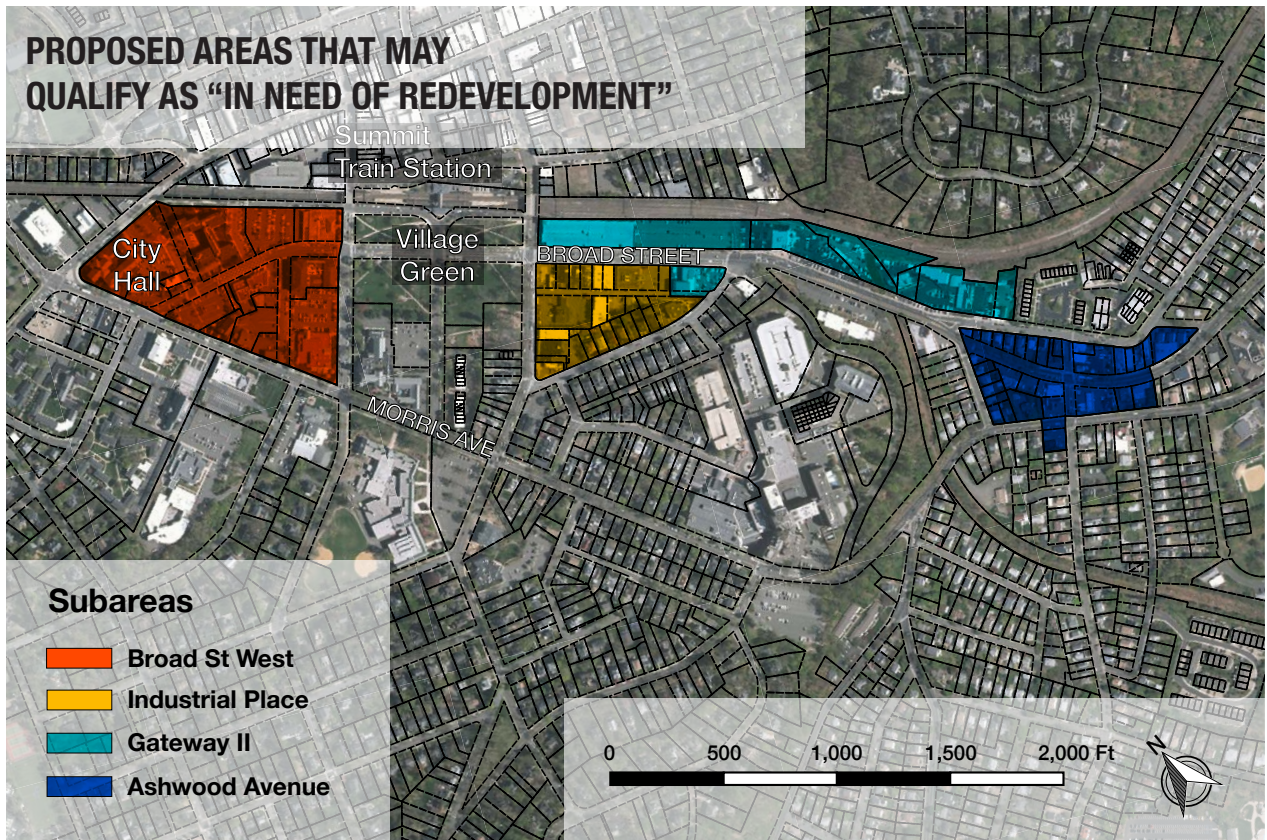 PROPOSED AREAS THAT MAY
QUALIFY AS “IN NEED OF REDEVELOPMENT”
Summit
Train Station
City
Hall
Village
Green
BROAD STREET
MORRIS AVE
Subareas
Broad St West
Industrial Place
Gateway II
Ashwood Avenue
0 500 1,000 1,500 2,000 Ft
N